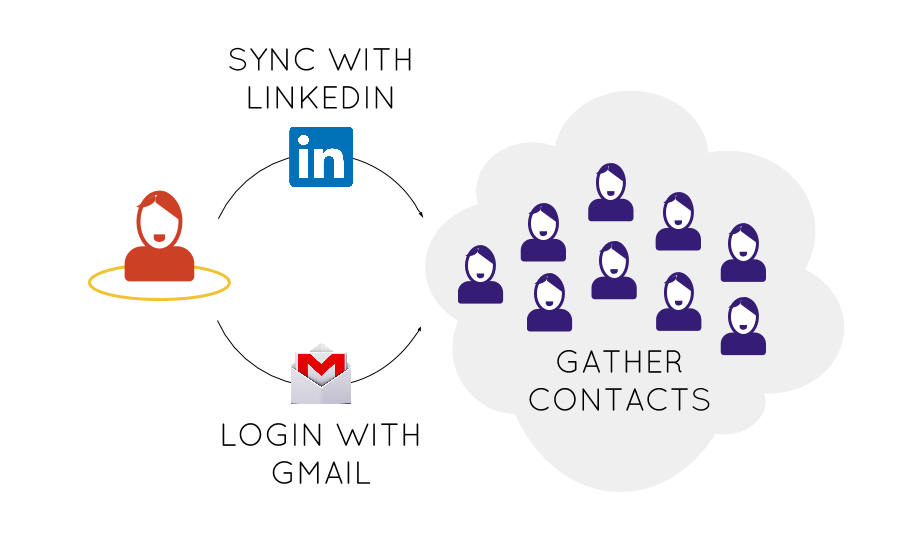 SYNC WITH
LINKEDIN
in
LOGIN WITH
GMAIL
GATHER
CONTACTS